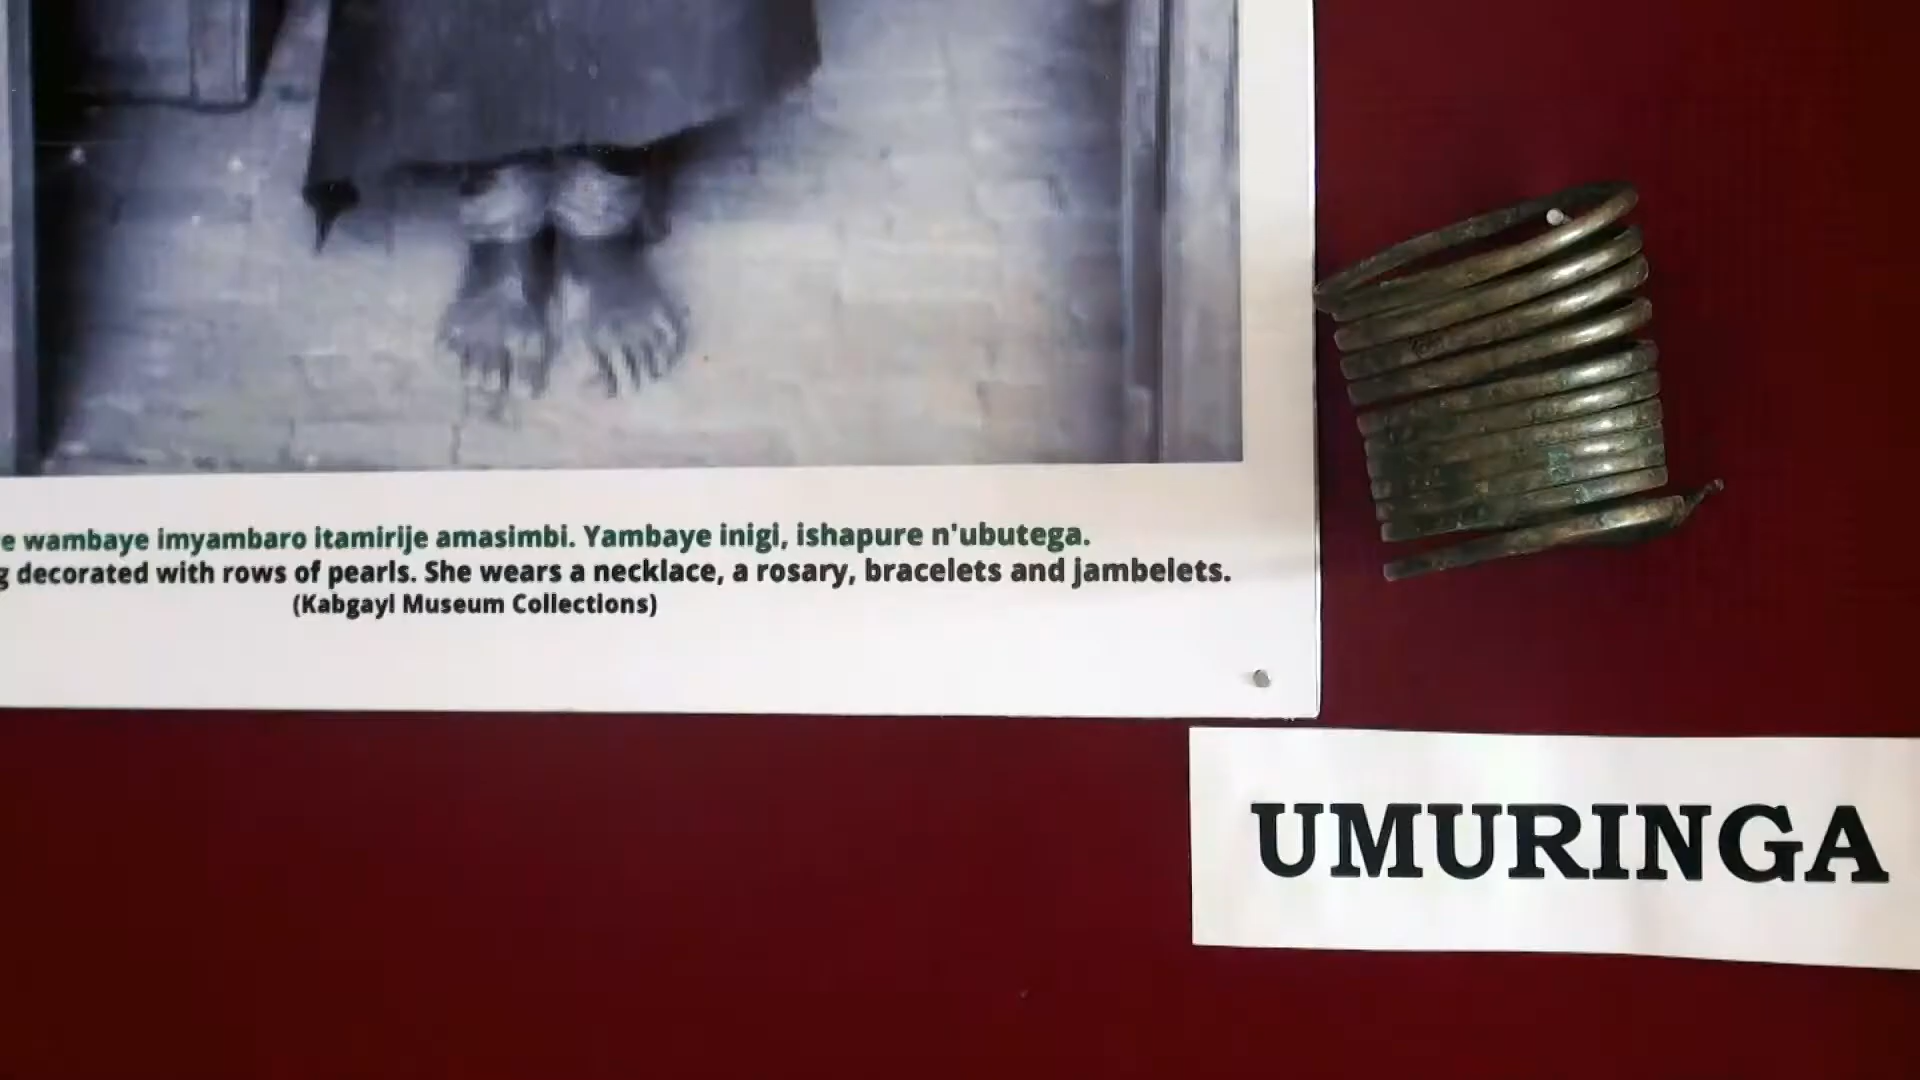 wambaye imyambaro itamirije amasimbi. Yambaye inigi, ishapure n'ubutega.
decorated with rows of pearls. She wears a necklace, a rosary, bracelets and jambelets.
(Kabgayi Museum Collections)
UMURINGA